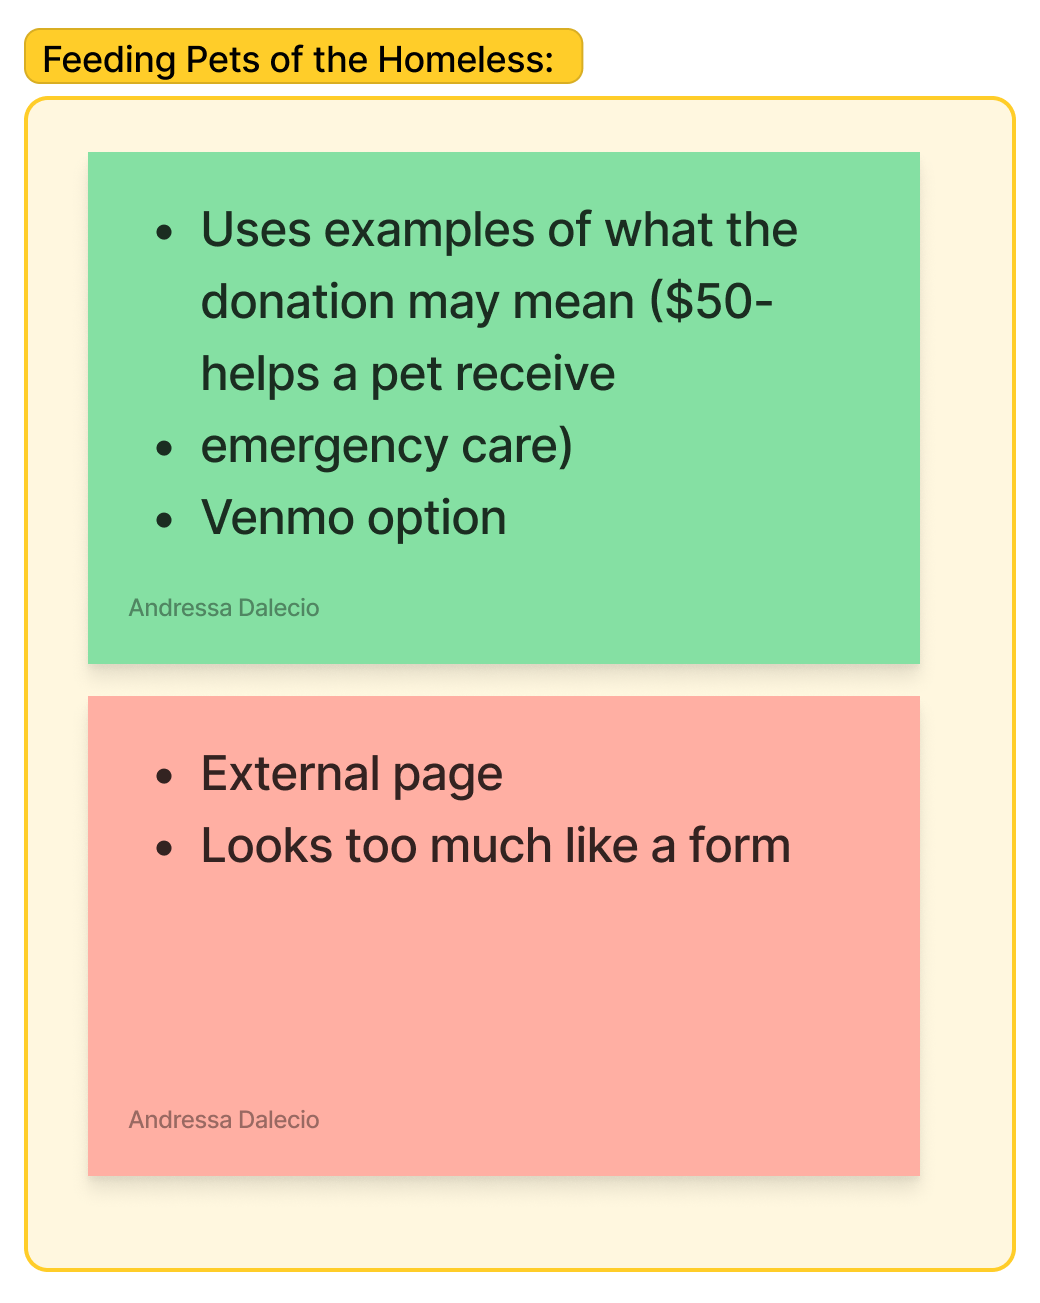 Feeding Pets of the Homeless:
• Uses examples of what the
donation may mean ($50-
helps a pet receive
• emergency care)
• Venmo option
Andressa Dalecio
• External page
• Looks too much like a form
Andressa Dalecio